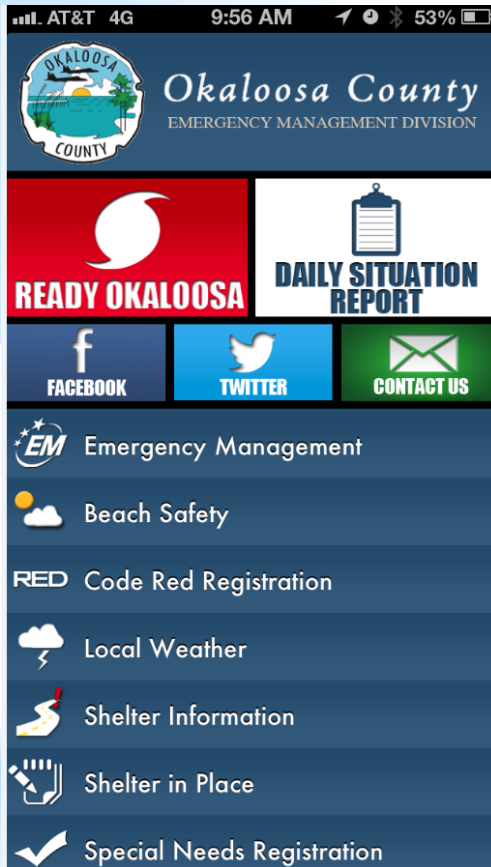 AT&T 4G 9:56 AM 53%
OKALOOSA
COUNTY
Okaloosa County
EMERGENCY MANAGEMENT DIVISION
READY OKALOOSA
DAILY SITUATION
REPORT
f
FACEBOOK
TWITTER
CONTACT US
EM Emergency Management
Beach Safety
RED Code Red Registration
Local Weather
Shelter Information
Shelter in Place
Special Needs Registration